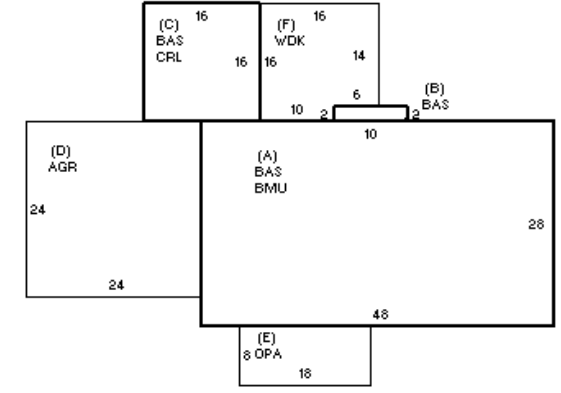 16 16
(C) (F)
BAS WDK
CRL 16 16 14
6 (B)
10 2 2 BAS
10
(D) (A)
AGR BAS
BMU
24
28
24
48
(E)
8 OPA
18